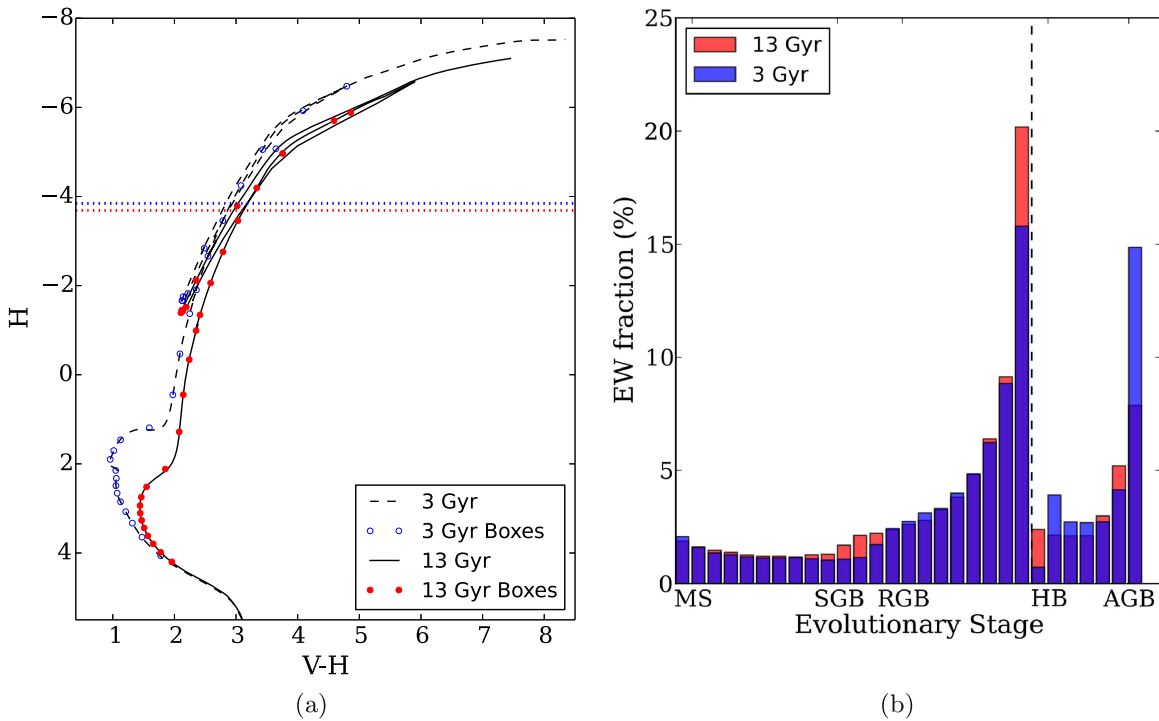 −8
−6
−4
−2
0
2
4
H
1 2 3 4 5 6 7 8
V-H
3 Gyr
3 Gyr Boxes
13 Gyr
13 Gyr Boxes
(a)
25
20
15
10
5
0
EW fraction (%)
13 Gyr
3 Gyr
MS SGB RGB HB AGB
Evolutionary Stage
(b)